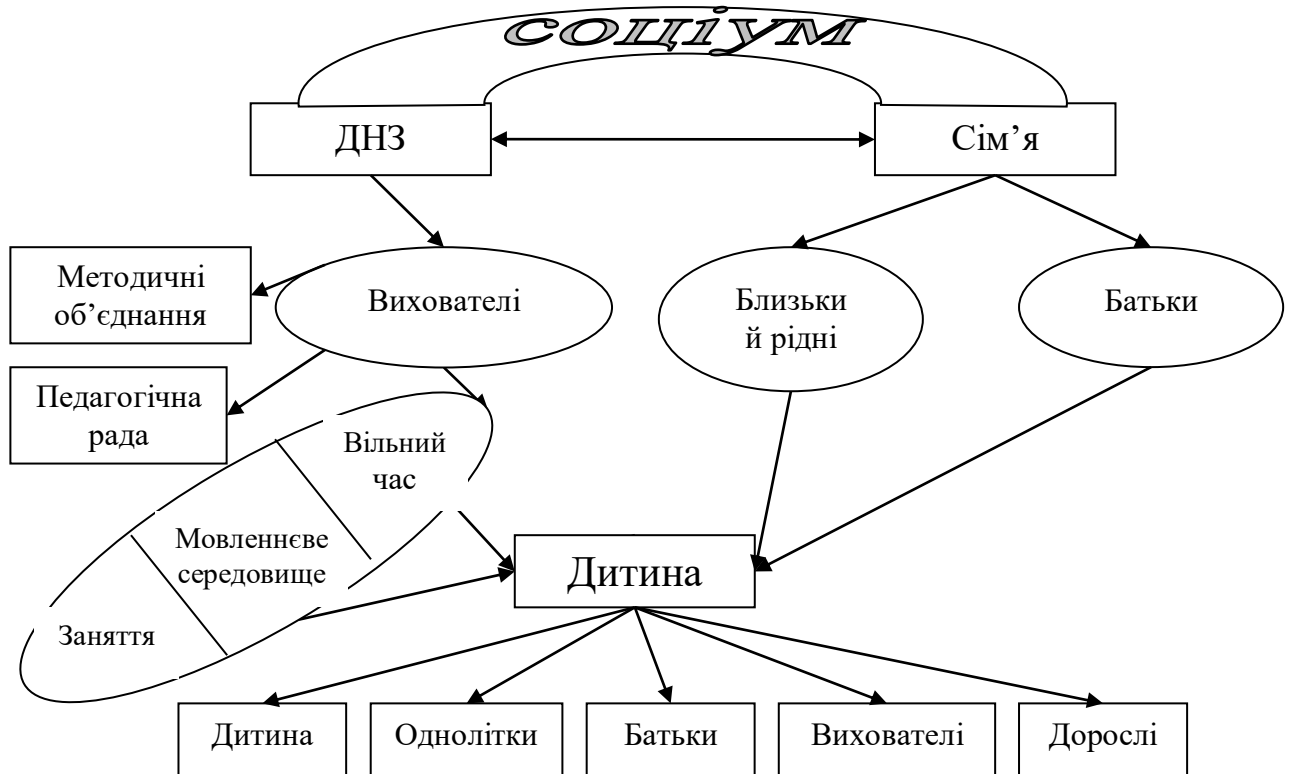 соціум
ДНЗ
Сім’я
Методичні
об’єднання
Вихователі
Близьки
й рідні
Батьки
Педагогічна
рада
Вільний
час
Мовленнєве
середовище
Заняття
Дитина
Дитина
Однолітки
Батьки
Вихователі
Дорослі